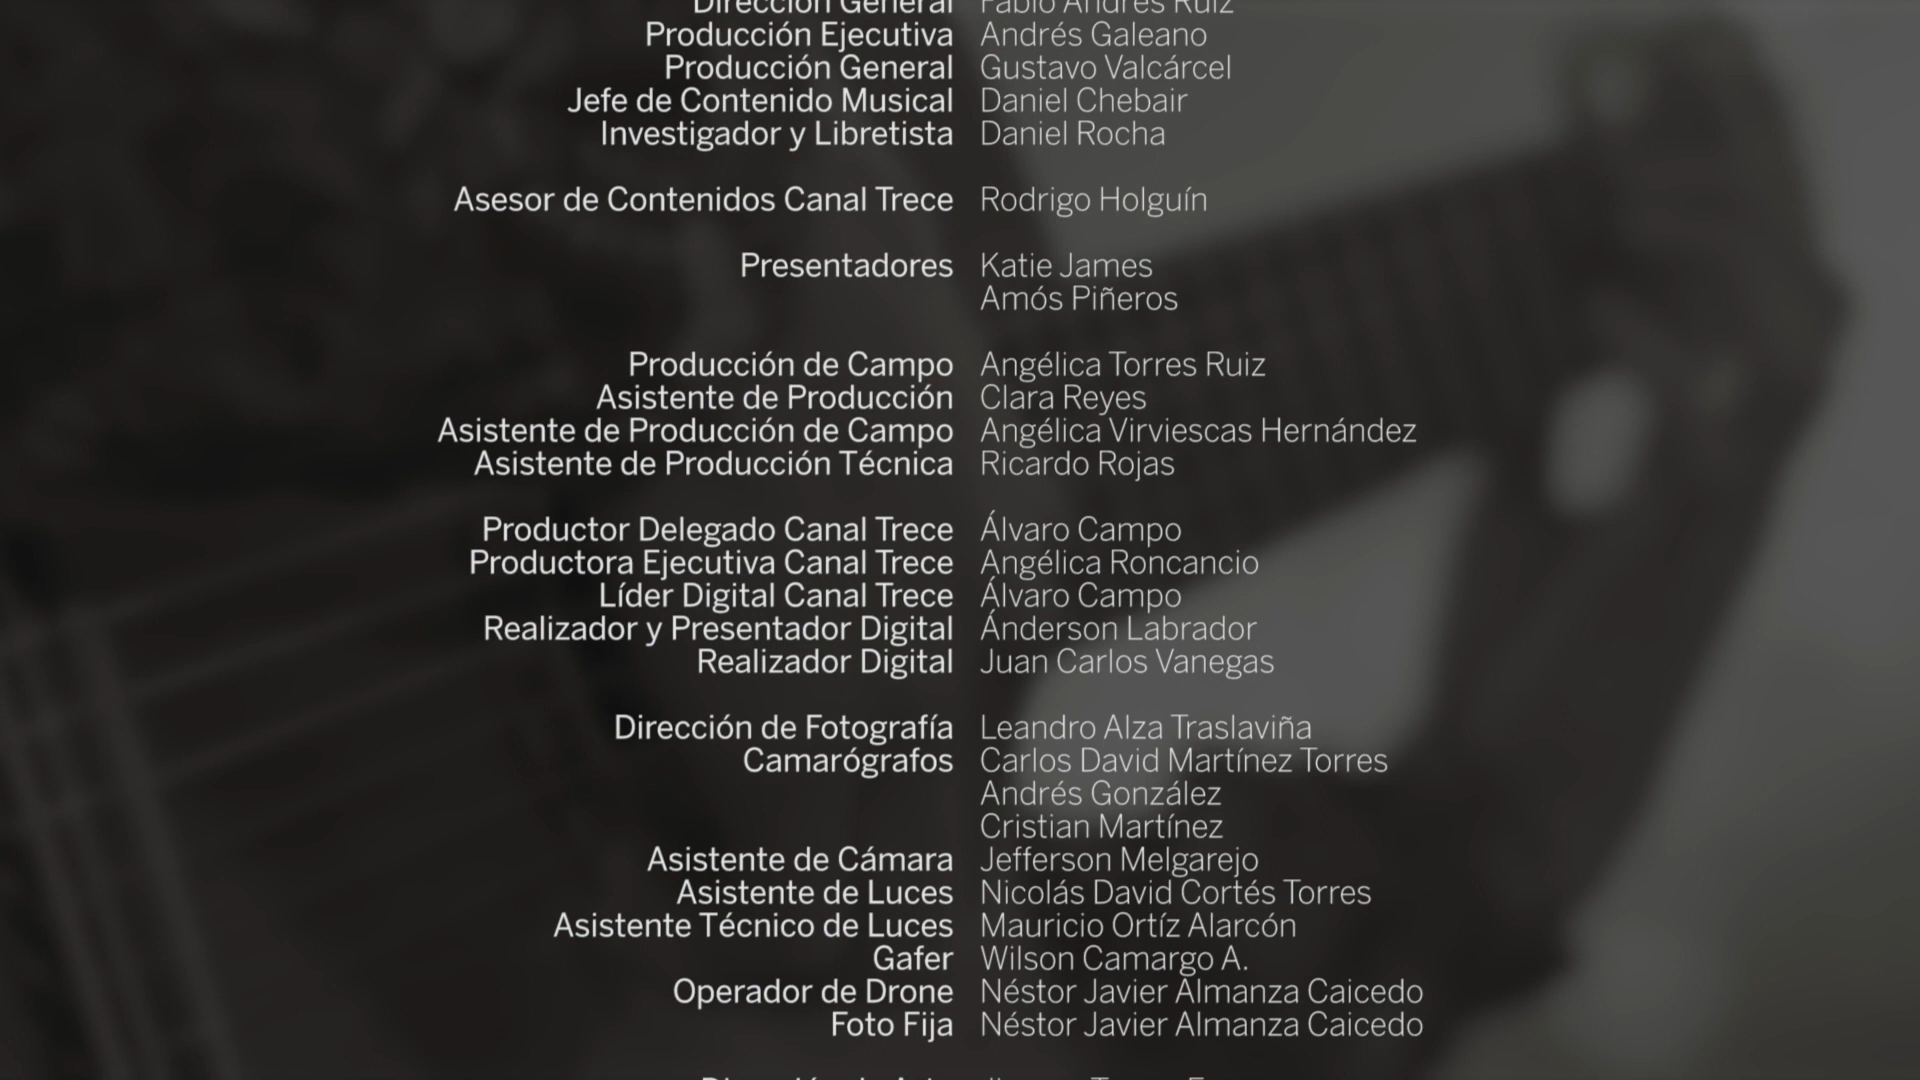 Dirección General Fabio Andrés Ruiz
Producción Ejecutiva Andrés Galeano
Producción General Gustavo Valcárcel
Jefe de Contenido Musical Daniel Chebair
Investigador y Libretista Daniel Rocha
Asesor de Contenidos Canal Trece Rodrigo Holguín
Presentadores Katie James
Amós Piñeros
Producción de Campo Angélica Torres Ruiz
Asistente de Producción Clara Reyes
Asistente de Producción de Campo Angélica Virviescas Hernández
Asistente de Producción Técnica Ricardo Rojas
Productor Delegado Canal Trece Álvaro Campo
Productora Ejecutiva Canal Trece Angélica Roncancio
Líder Digital Canal Trece Álvaro Campo
Realizador y Presentador Digital Ánderson Labrador
Realizador Digital Juan Carlos Vanegas
Dirección de Fotografía Leandro Alza Traslaviña
Camarógrafos Carlos David Martínez Torres
Andrés González
Cristian Martínez
Asistente de Cámara Jefferson Melgarejo
Asistente de Luces Nicolás David Cortés Torres
Asistente Técnico de Luces Mauricio Ortíz Alarcón
Gafer Wilson Camargo A.
Operador de Drone Néstor Javier Almanza Caicedo
Foto Fija Néstor Javier Almanza Caicedo